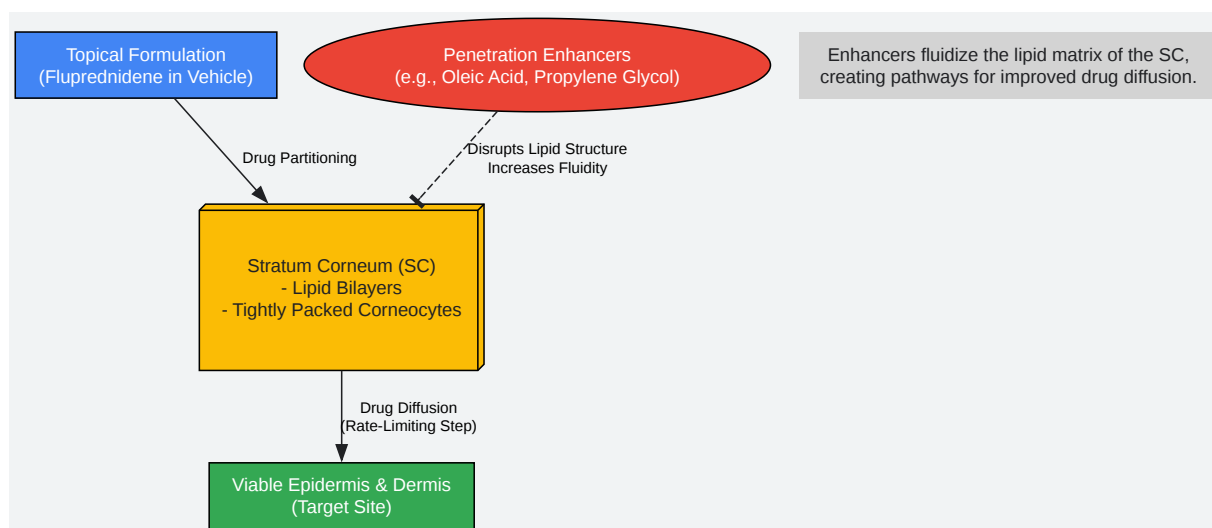 Topical Formulation
(Fluprednidene in Vehicle)
Penetration Enhancers
(e.g., Oleic Acid, Propylene Glycol)
Enhancers fluidize the lipid matrix of the SC,
creating pathways for improved drug diffusion.
Drug Partitioning
Disrupts Lipid Structure
Increases Fluidity
Stratum Corneum (SC)
- Lipid Bilayers
- Tightly Packed Corneocytes
Drug Diffusion
(Rate-Limiting Step)
Viable Epidermis & Dermis
(Target Site)